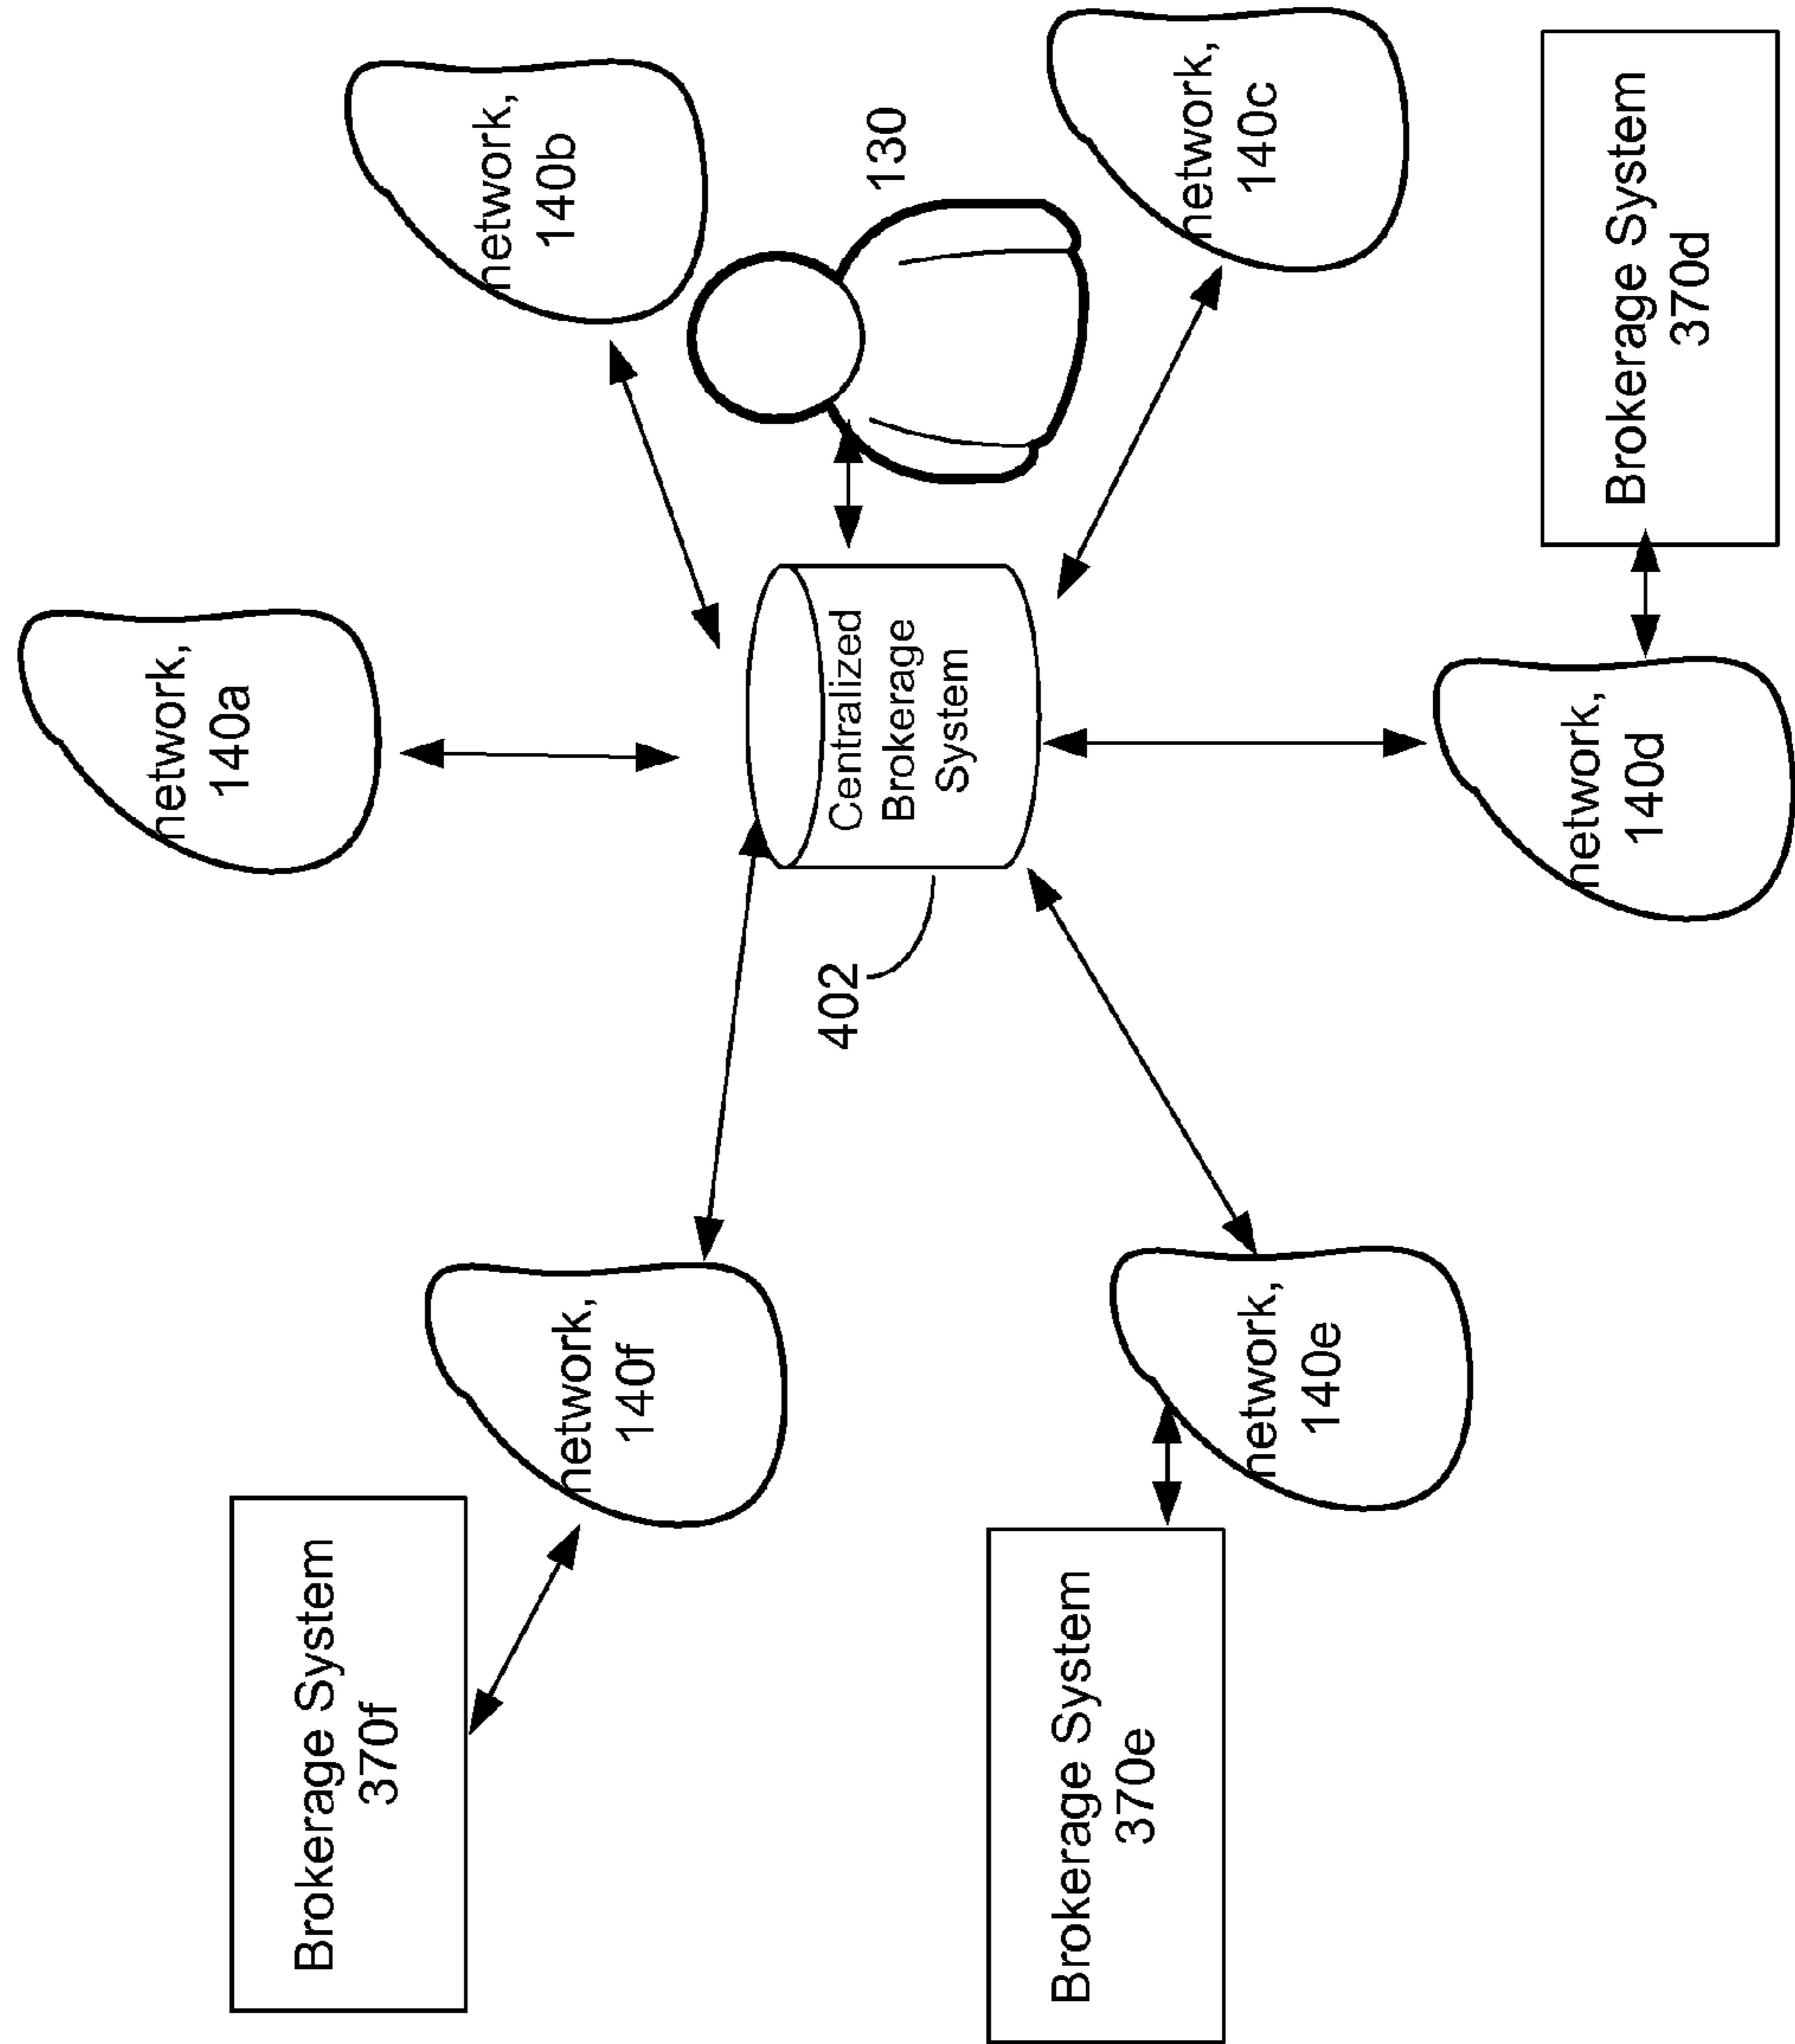 network,
140a
Brokerage System
370f
network,
140b
network,
140f
402
Centralized
Brokerage
System
130
Brokerage System
370e
network,
140c
network,
140e
network,
140d
Brokerage System
370d